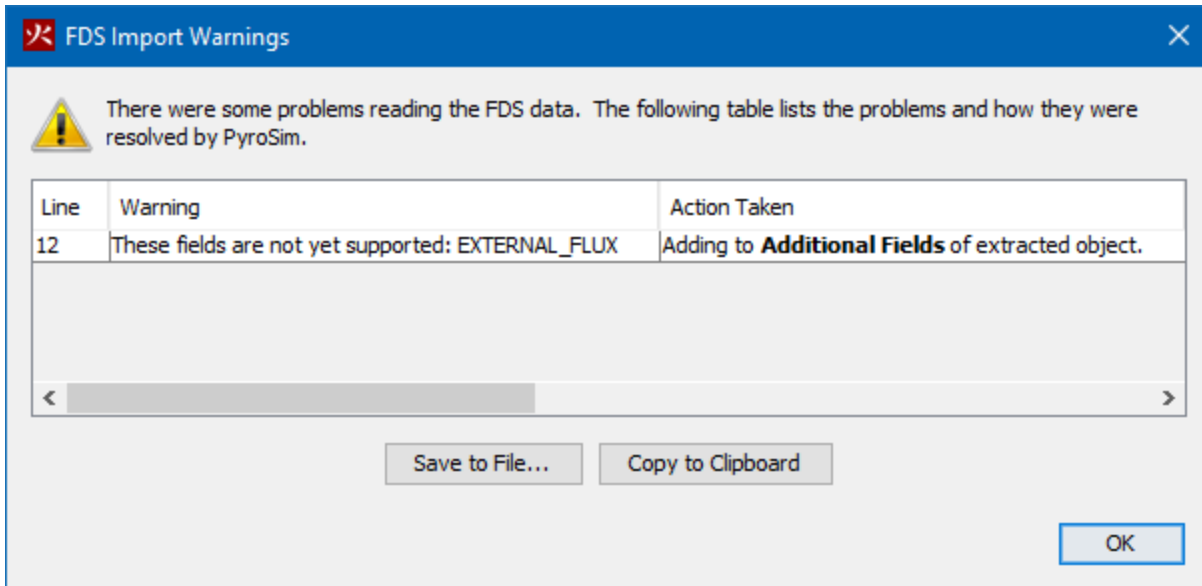 FDS Import Warnings
There were some problems reading the FDS data.  The following table lists the problems and how they were
resolved by PyroSim.
Line Warning Action Taken
12 These fields are not yet supported: EXTERNAL_FLUX Adding to Additional Fields of extracted object.
Save to File... Copy to Clipboard
OK